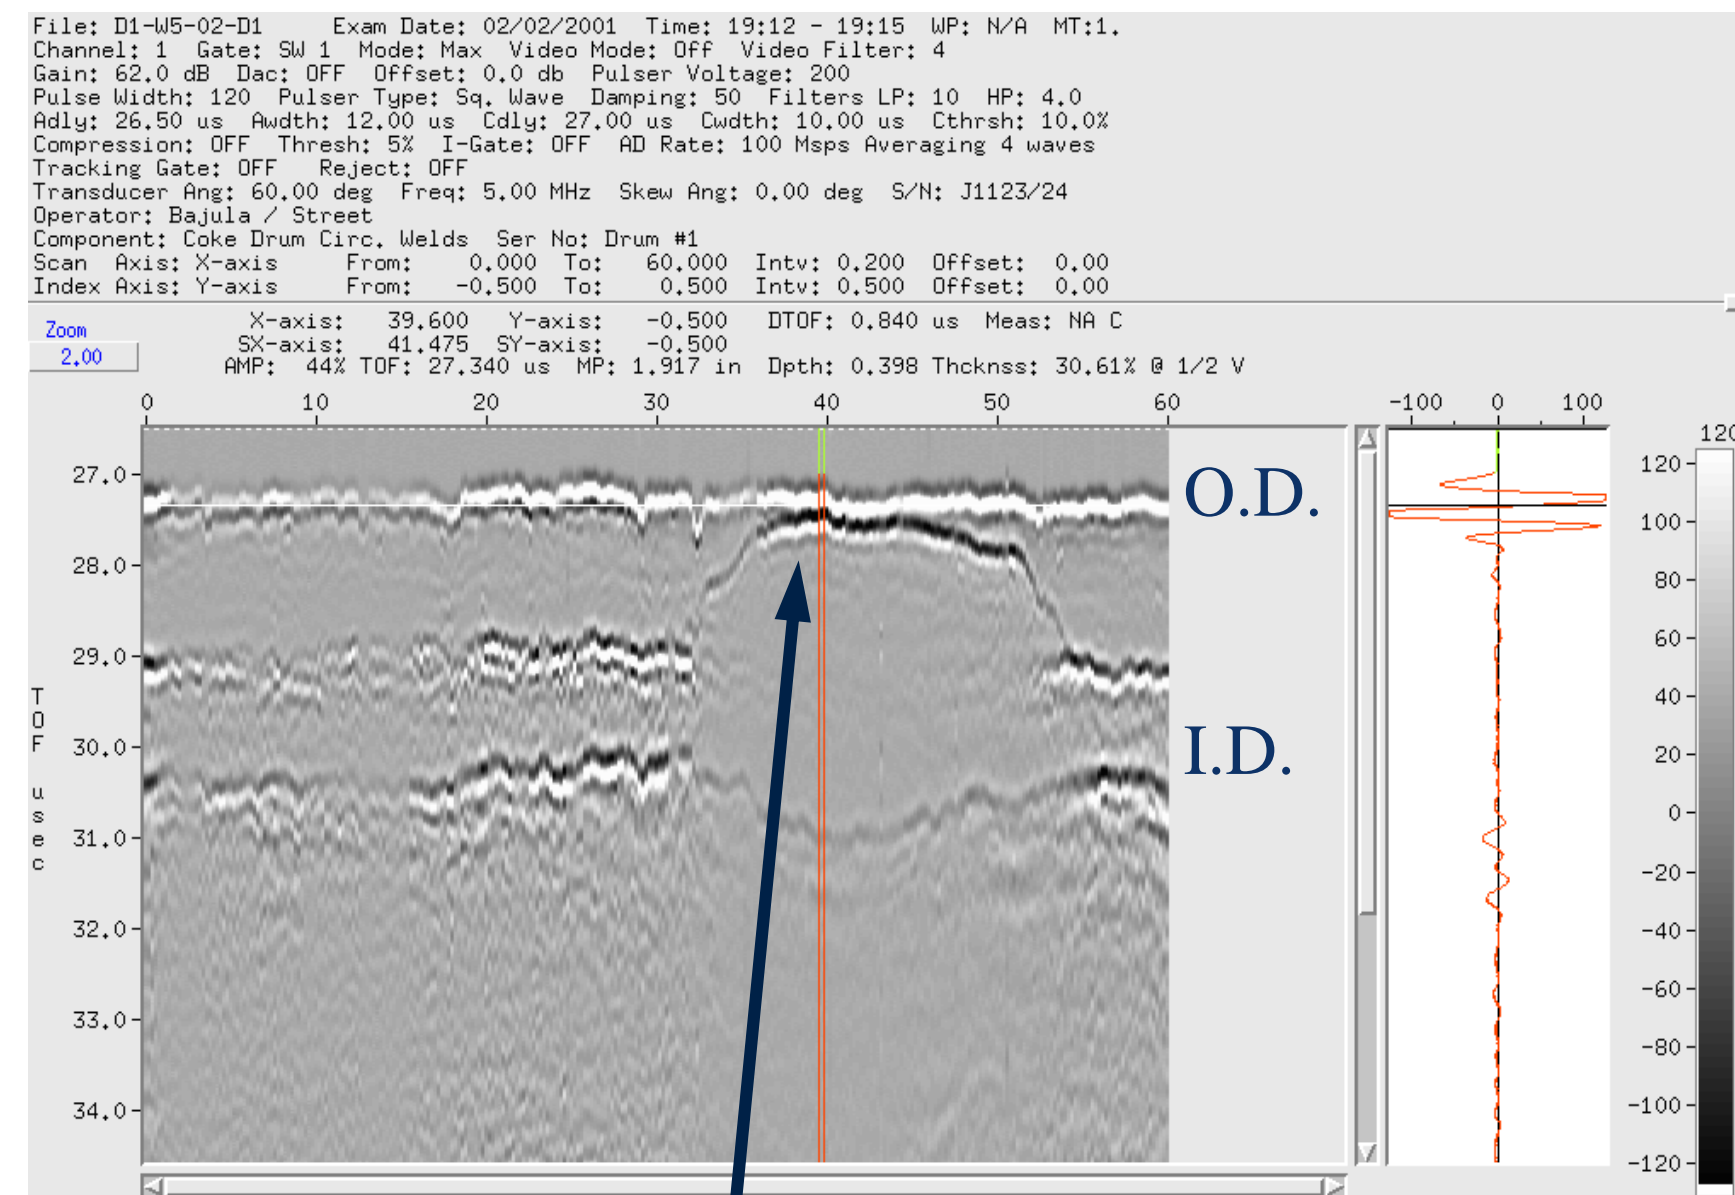 File: D1-W5-02-D1 Exam Date: 02/02/2001 Time: 19:12 - 19:15 WP: N/A MT:1.
Channel: 1 Gate: SW 1 Mode: Max Video Mode: Off Video Filter: 4
Gain: 62.0 dB Dac: OFF Offset: 0.0 db Pulser Voltage: 200
Pulse Width: 120 Pulser Type: Sq. Wave Damping: 50 Filters LP: 10 HP: 4.0
Adly: 26.50 us Awdth: 12.00 us Cdly: 27.00 us Cwdth: 10.00 us Cthrsh: 10.0%
Compression: OFF Thresh: 5% I-Gate: OFF AD Rate: 100 Msps Averaging 4 waves
Tracking Gate: OFF Reject: OFF
Transducer Ang: 60.00 deg Freq: 5.00 MHz Skew Ang: 0.00 deg S/N: J1123/24
Operator: Bajula / Street
Component: Coke Drum Circ. Welds Ser No: Drum #1
Scan Axis: X-axis From: 0.000 To: 60.000 Intv: 0.200 Offset: 0.00
Index Axis: Y-axis From: -0.500 To: 0.500 Intv: 0.500 Offset: 0.00
Zoom
2.00
X-axis: 39.600 Y-axis: -0.500 DTOF: 0.840 us Meas: NA C
SX-axis: 41.475 SY-axis: -0.500
AMP: 44% TOF: 27.340 us MP: 1.917 in Dpth: 0.398 Thcknss: 30.61% @ 1/2 V
0 10 20 30 40 50 60
-100 0 100
27.0
28.0
29.0
30.0
31.0
32.0
33.0
34.0
TOF usec
O.D.
I.D.
120
120
100
80
60
40
20
0
-20
-40
-60
-80
-100
-120